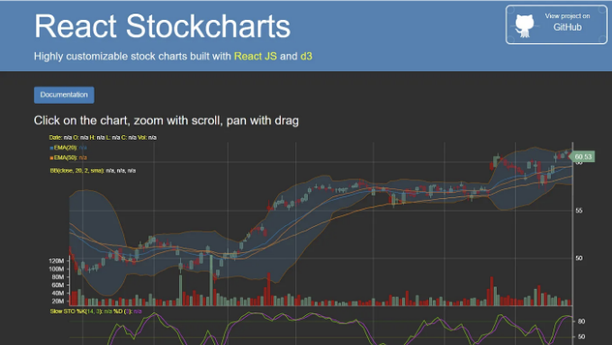 React Stockcharts
Highly customizable stock charts built with React JS and d3
View project on
GitHub
Documentation
Click on the chart, zoom with scroll, pan with drag
Date: n/a O: n/a H: n/a L: n/a C: n/a Vol: n/a
EMA(20): n/a
EMA(50): n/a
BB(close, 20, 2, sma): n/a, n/a, n/a
60.53
60
55
50
120M
100M
80M
60M
40M
20M
Slow STO %K(14, 3): n/a %D (3): n/a
80
50